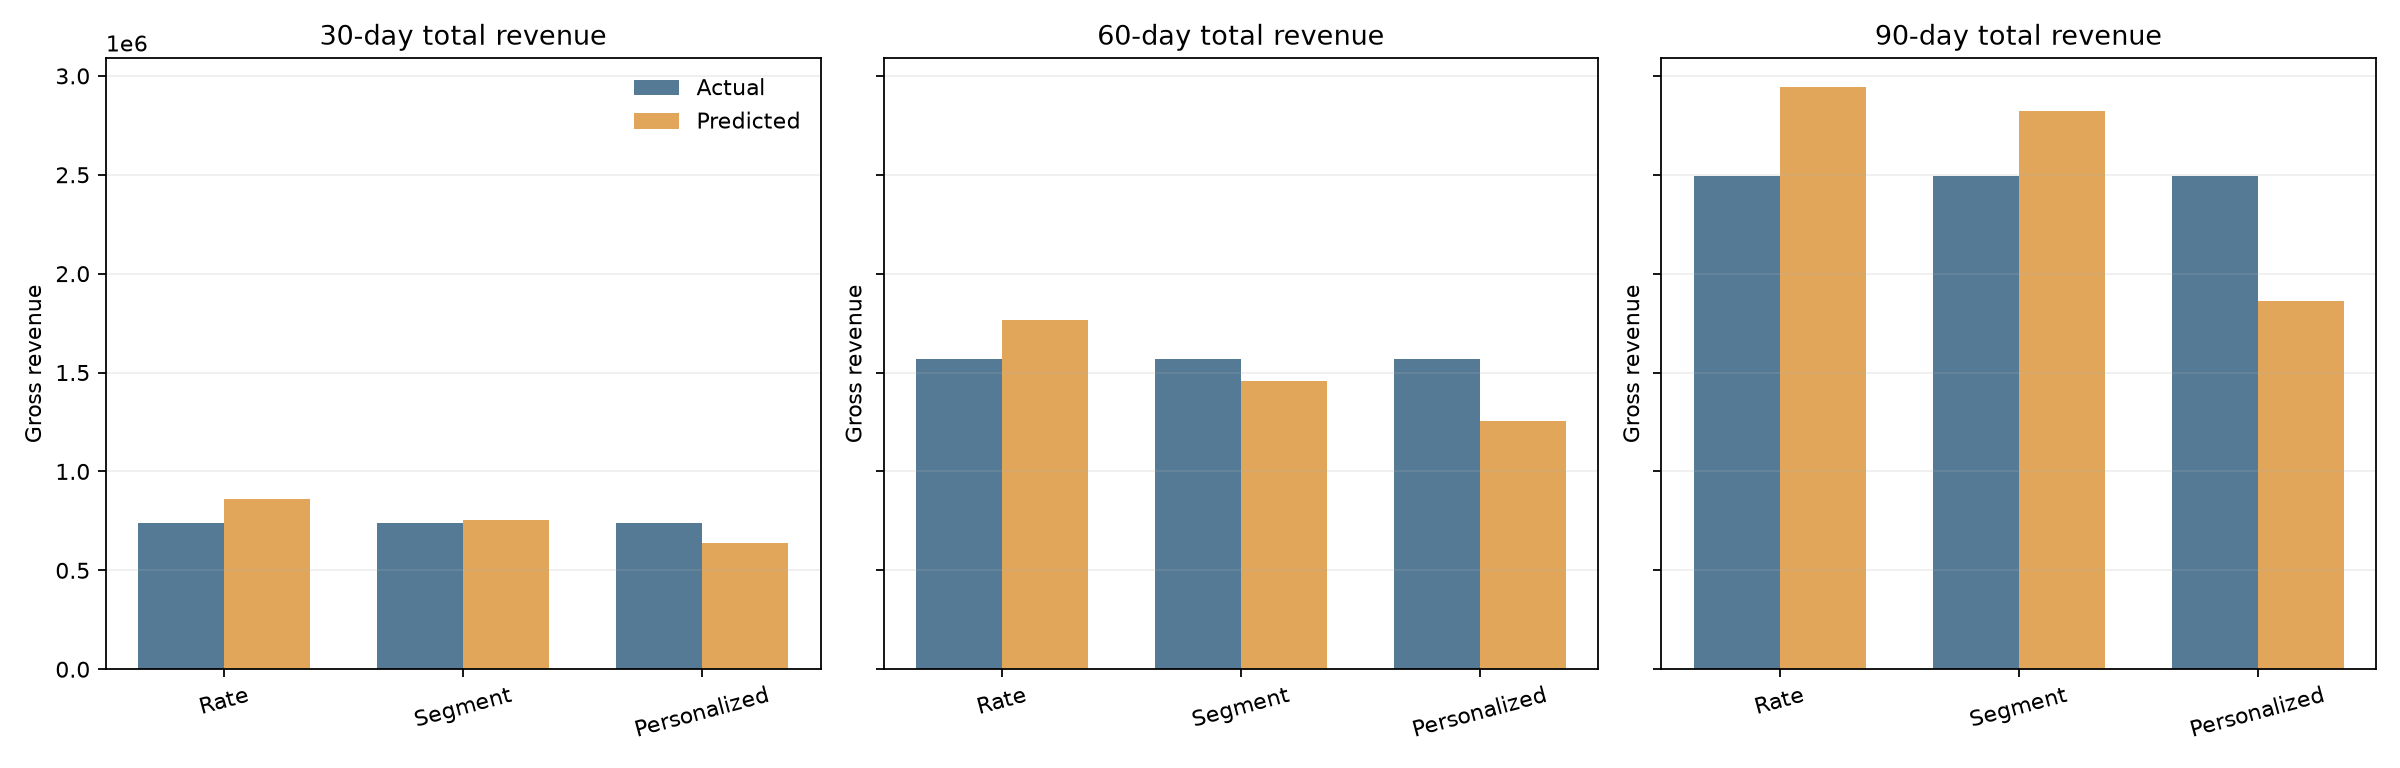 30-day total revenue
1e6
3.0
2.5
2.0
1.5
1.0
0.5
0.0
Gross revenue
Actual
Predicted
Rate
Segment
Personalized
60-day total revenue
Gross revenue
Rate
Segment
Personalized
90-day total revenue
Gross revenue
Rate
Segment
Personalized